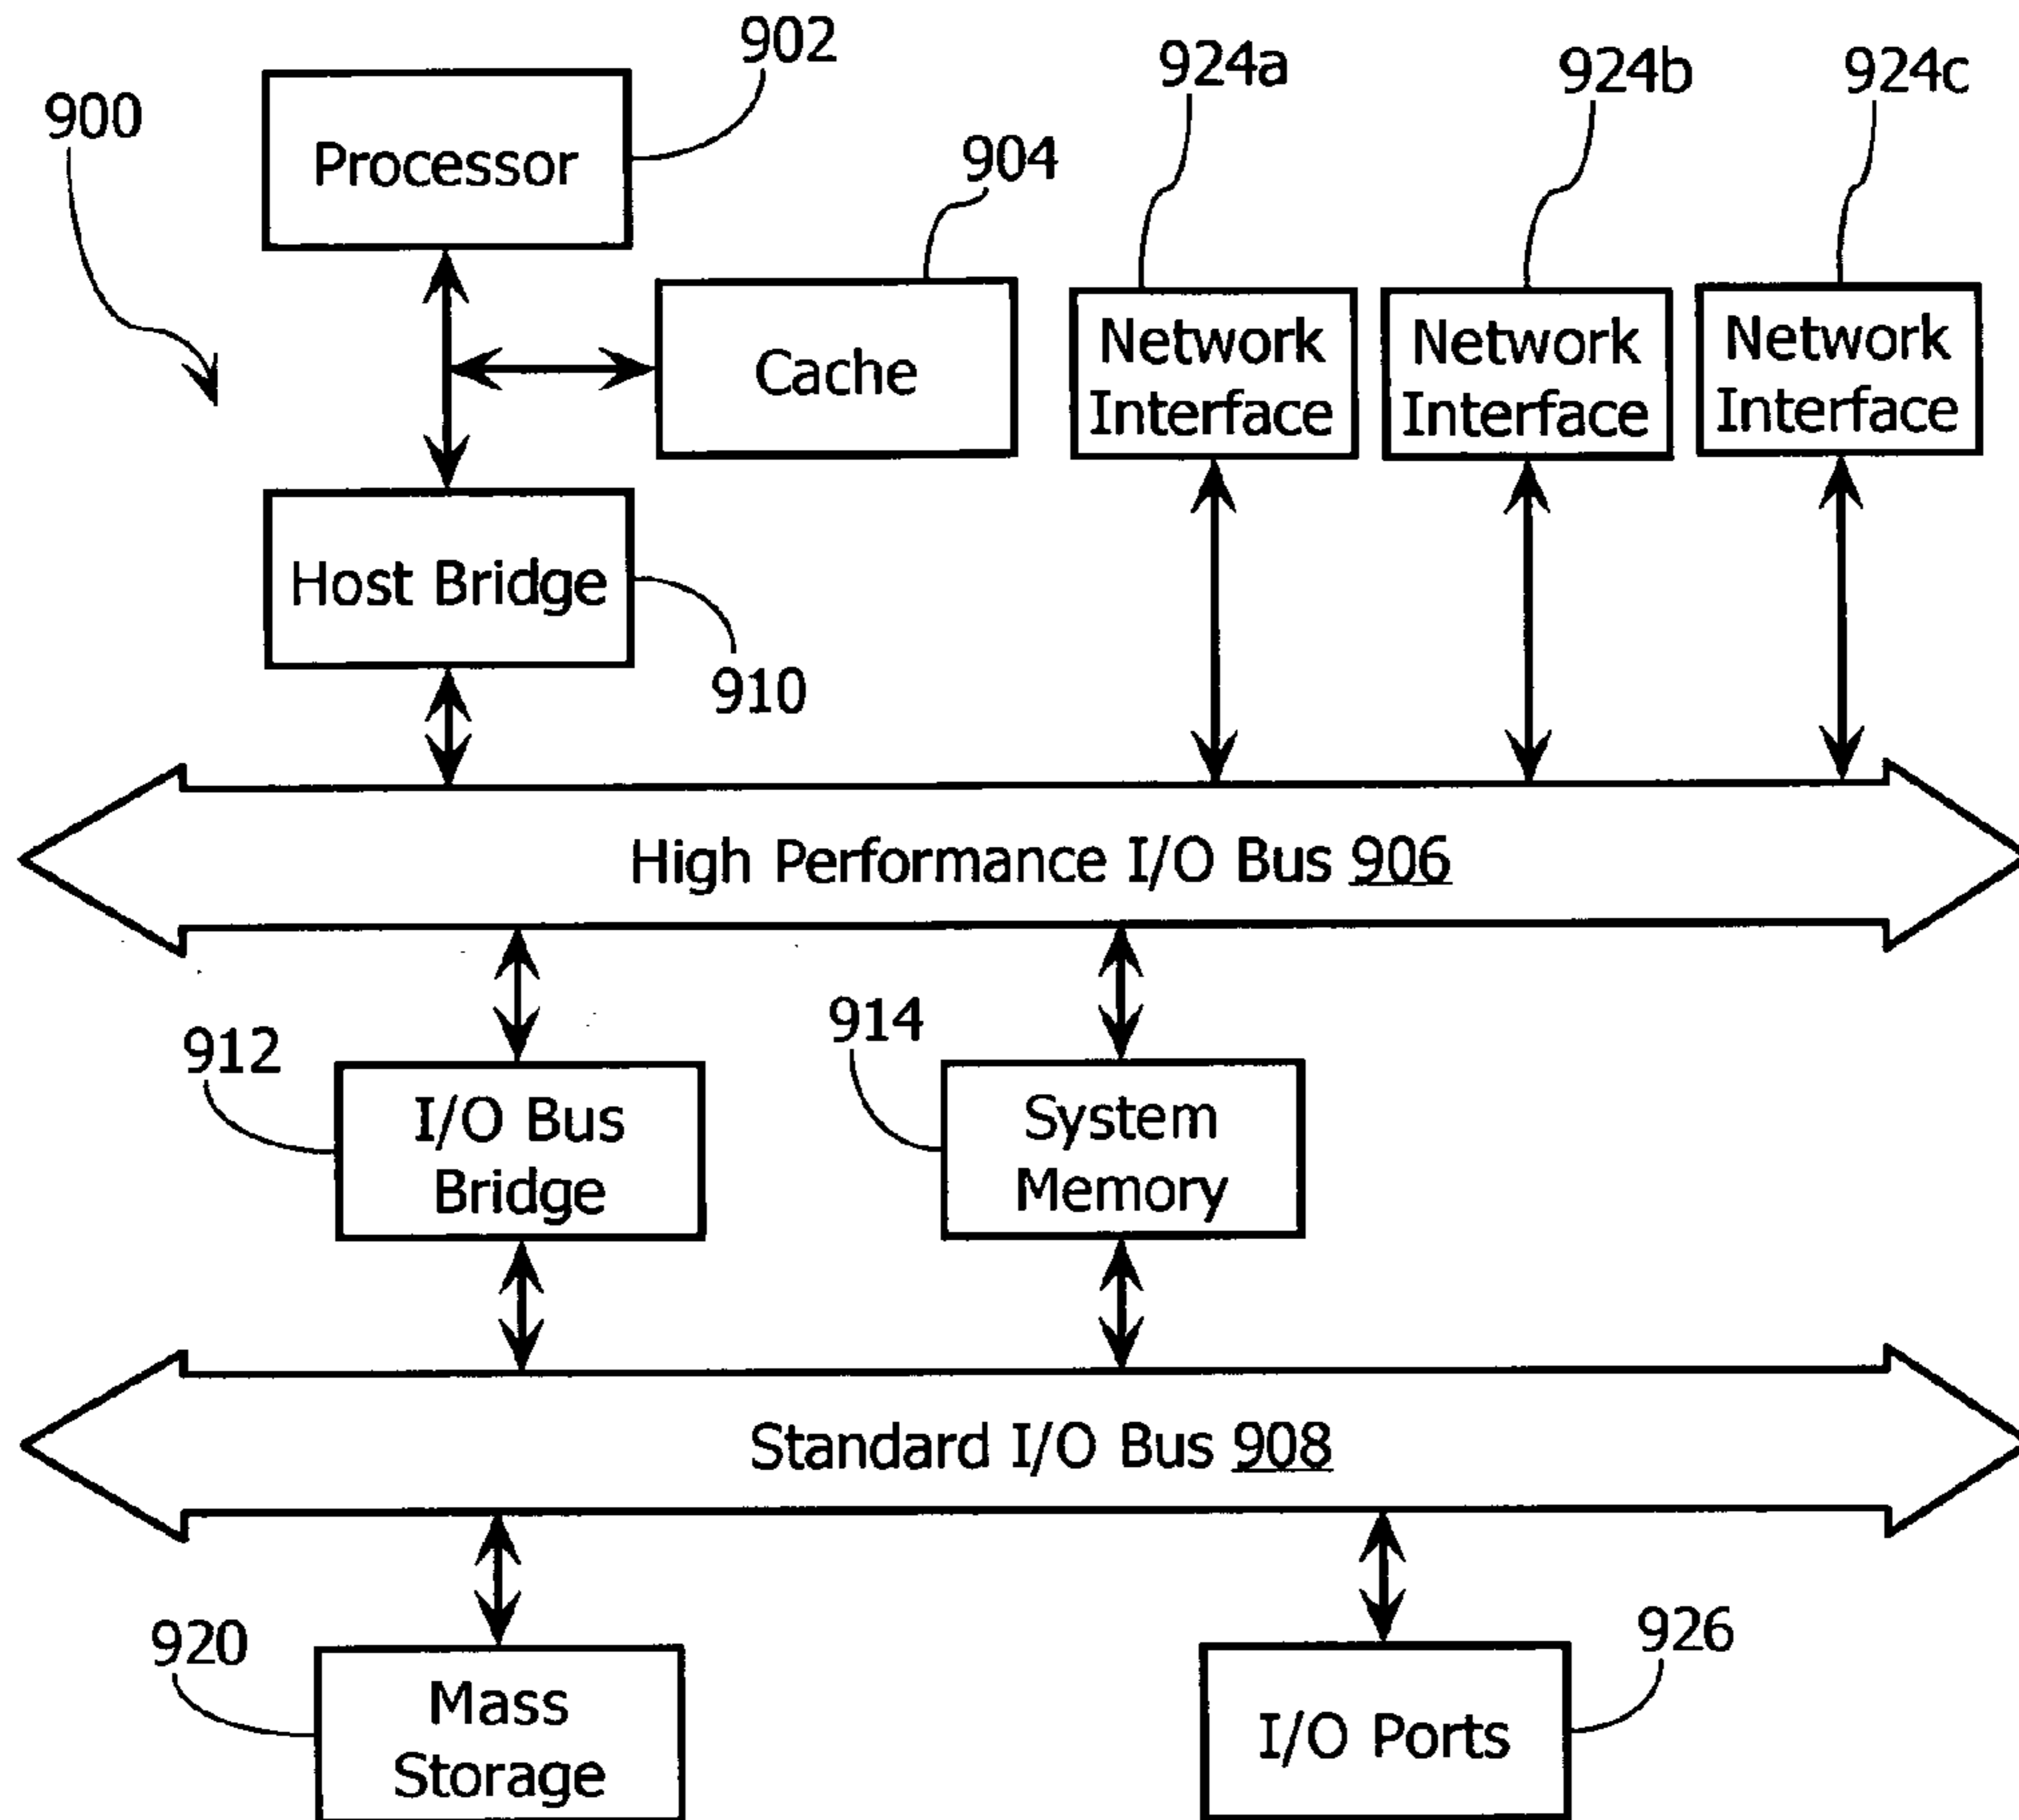 902
924a
924b
924c
900
Processor
904
Network
Interface
Network
Interface
Network
Interface
Cache
Host Bridge
910
High Performance I/O Bus 906
912
914
I/O Bus
Bridge
System
Memory
Standard I/O Bus 908
920
926
Mass
Storage
I/O Ports